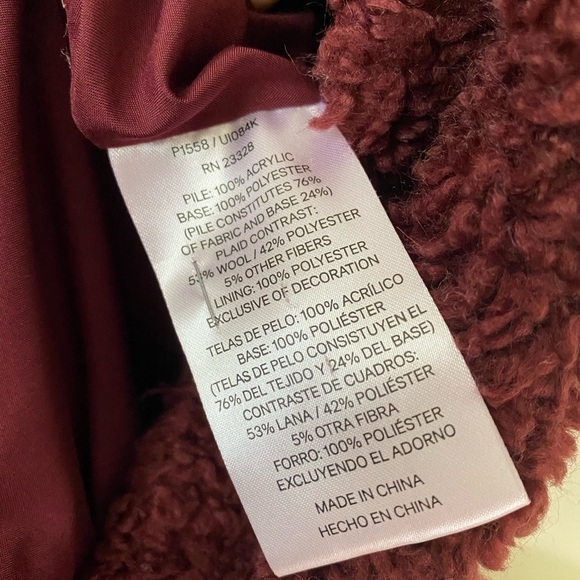 P1558 / U1084K
RN 23328
PILE: 100% ACRYLIC
BASE: 100% POLYESTER
(PILE CONSTITUTES 76%
OF FABRIC AND BASE 24%)
PLAID CONTRAST:
53% WOOL / 42% POLYESTER
5% OTHER FIBERS
LINING: 100% POLYESTER
EXCLUSIVE OF DECORATION
TELAS DE PELO: 100% ACRÍLICO
BASE: 100% POLIÉSTER
(TELAS DE PELO CONSISTUYEN EL
76% DEL TEJIDO Y 24% DEL BASE)
CONTRASTE DE CUADROS:
53% LANA / 42% POLIÉSTER
5% OTRA FIBRA
FORRO: 100% POLIÉSTER
EXCLUYENDO EL ADORNO
MADE IN CHINA
HECHO EN CHINA